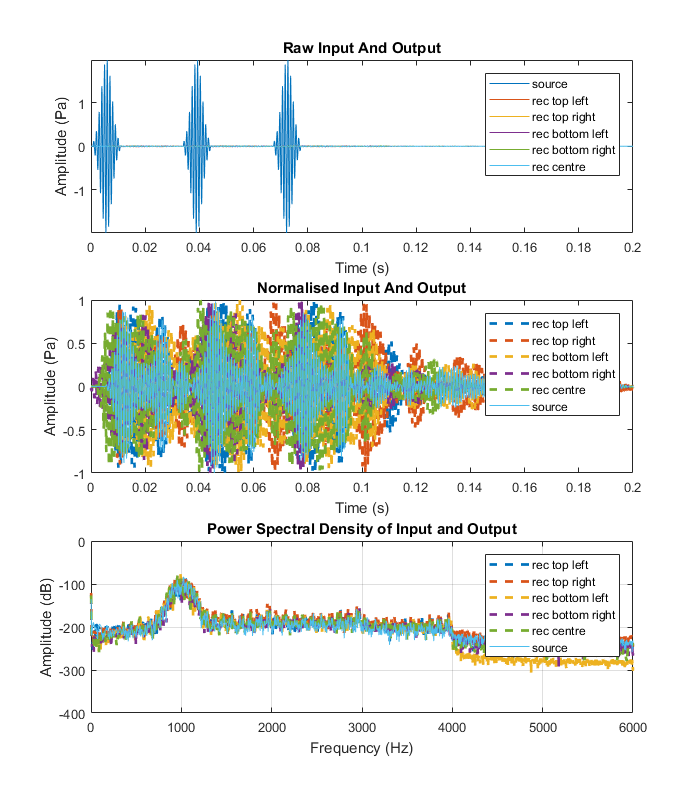 Raw Input And Output
Amplitude (Pa)
1
0
-1
source
rec top left
rec top right
rec bottom left
rec bottom right
rec centre
0 0.02 0.04 0.06 0.08 0.1 0.12 0.14 0.16 0.18 0.2
Time (s)
Normalised Input And Output
Amplitude (Pa)
1
0.5
0
-0.5
-1
rec top left
rec top right
rec bottom left
rec bottom right
rec centre
source
0 0.02 0.04 0.06 0.08 0.1 0.12 0.14 0.16 0.18 0.2
Time (s)
Power Spectral Density of Input and Output
Amplitude (dB)
0
-100
-200
-300
-400
rec top left
rec top right
rec bottom left
rec bottom right
rec centre
source
0 1000 2000 3000 4000 5000 6000
Frequency (Hz)